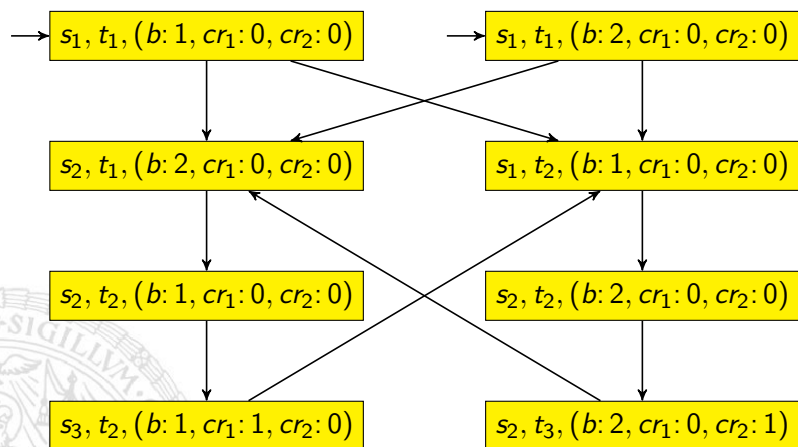 s₁, t₁, (b: 1, cr₁: 0, cr₂: 0)
s₁, t₁, (b: 2, cr₁: 0, cr₂: 0)
s₂, t₁, (b: 2, cr₁: 0, cr₂: 0)
s₁, t₂, (b: 1, cr₁: 0, cr₂: 0)
s₂, t₂, (b: 1, cr₁: 0, cr₂: 0)
s₂, t₂, (b: 2, cr₁: 0, cr₂: 0)
SIGILLVM
s₃, t₂, (b: 1, cr₁: 1, cr₂: 0)
s₂, t₃, (b: 2, cr₁: 0, cr₂: 1)